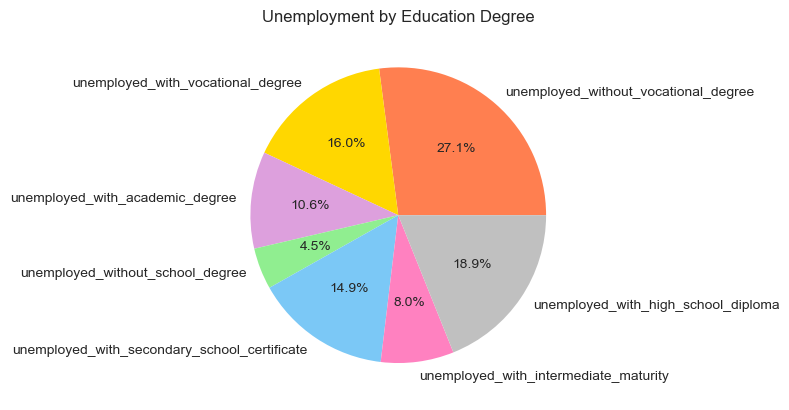 Unemployment by Education Degree
unemployed_with_vocational_degree
unemployed_without_vocational_degree
16.0%
27.1%
unemployed_with_academic_degree
10.6%
4.5%
unemployed_without_school_degree
18.9%
14.9%
8.0%
unemployed_with_high_school_diploma
unemployed_with_secondary_school_certificate
unemployed_with_intermediate_maturity